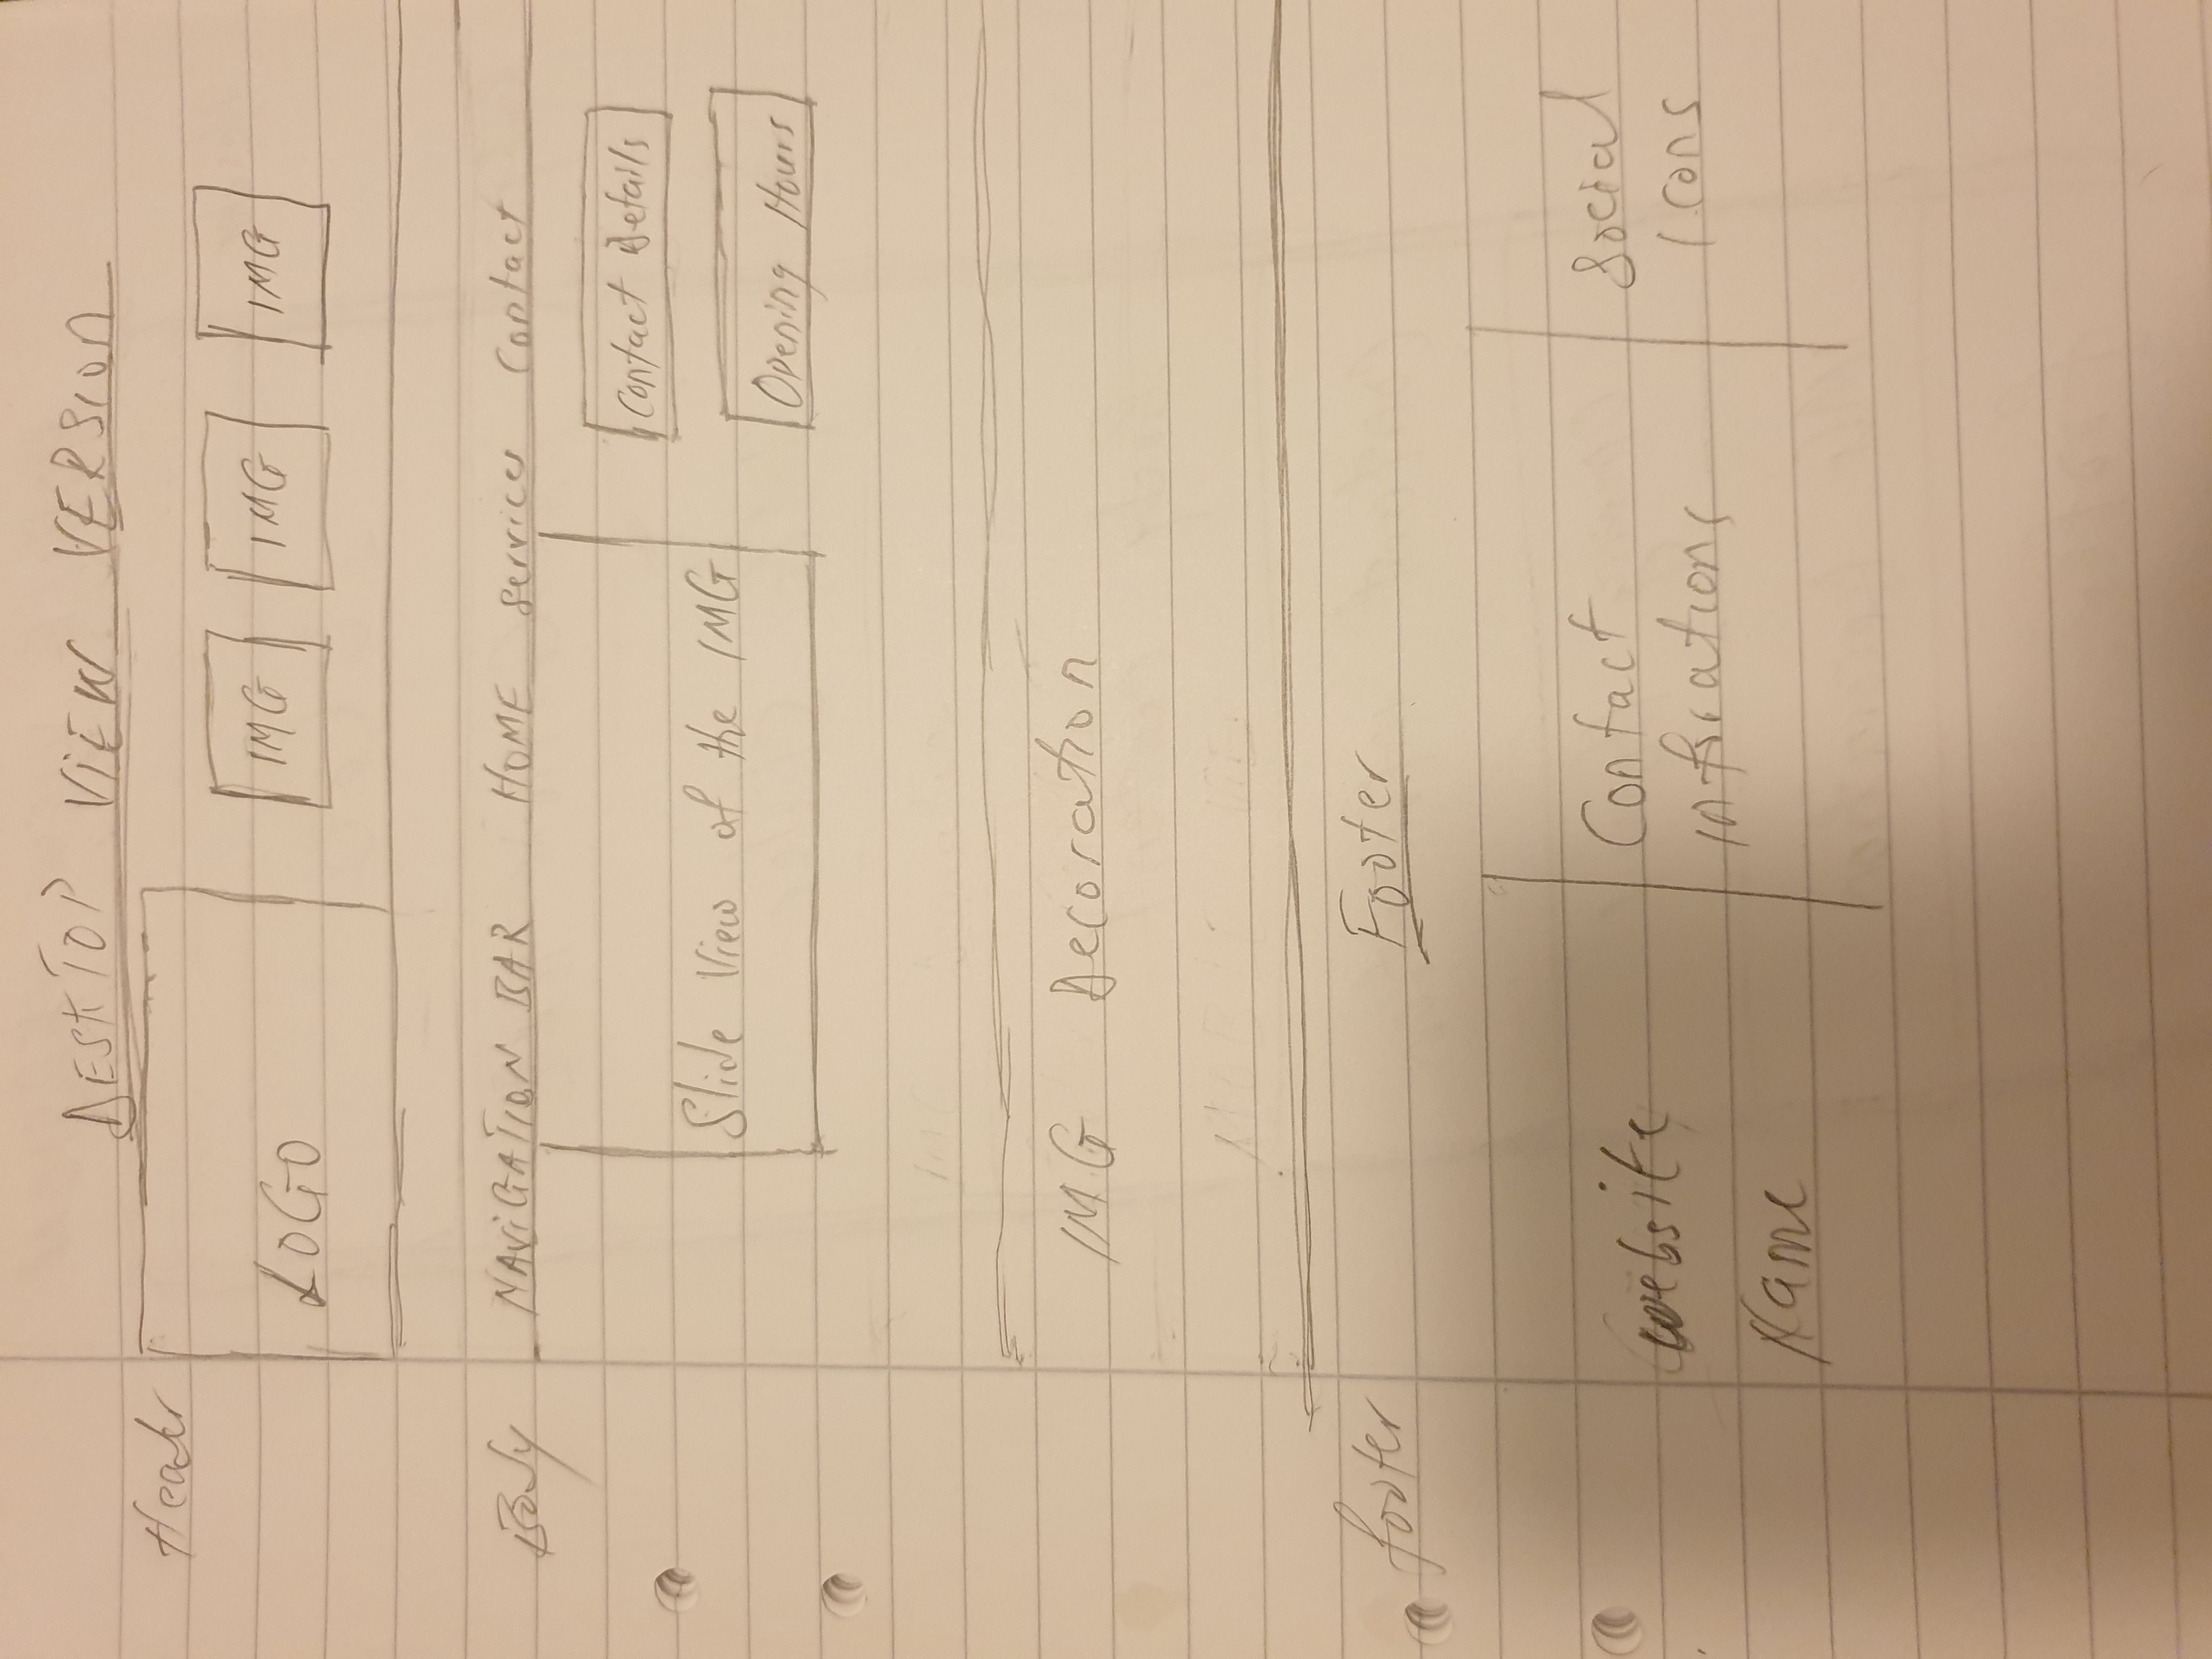 DESKTOP VIEW VERSION
Header
LOGO IMG IMG IMG
Body NAVIGATION BAR HOME services contact
Contact Details
Slide View of the IMG
Opening Hours
IMG Decoration
footer Footer
website Contact Social
infirations Icons
Name